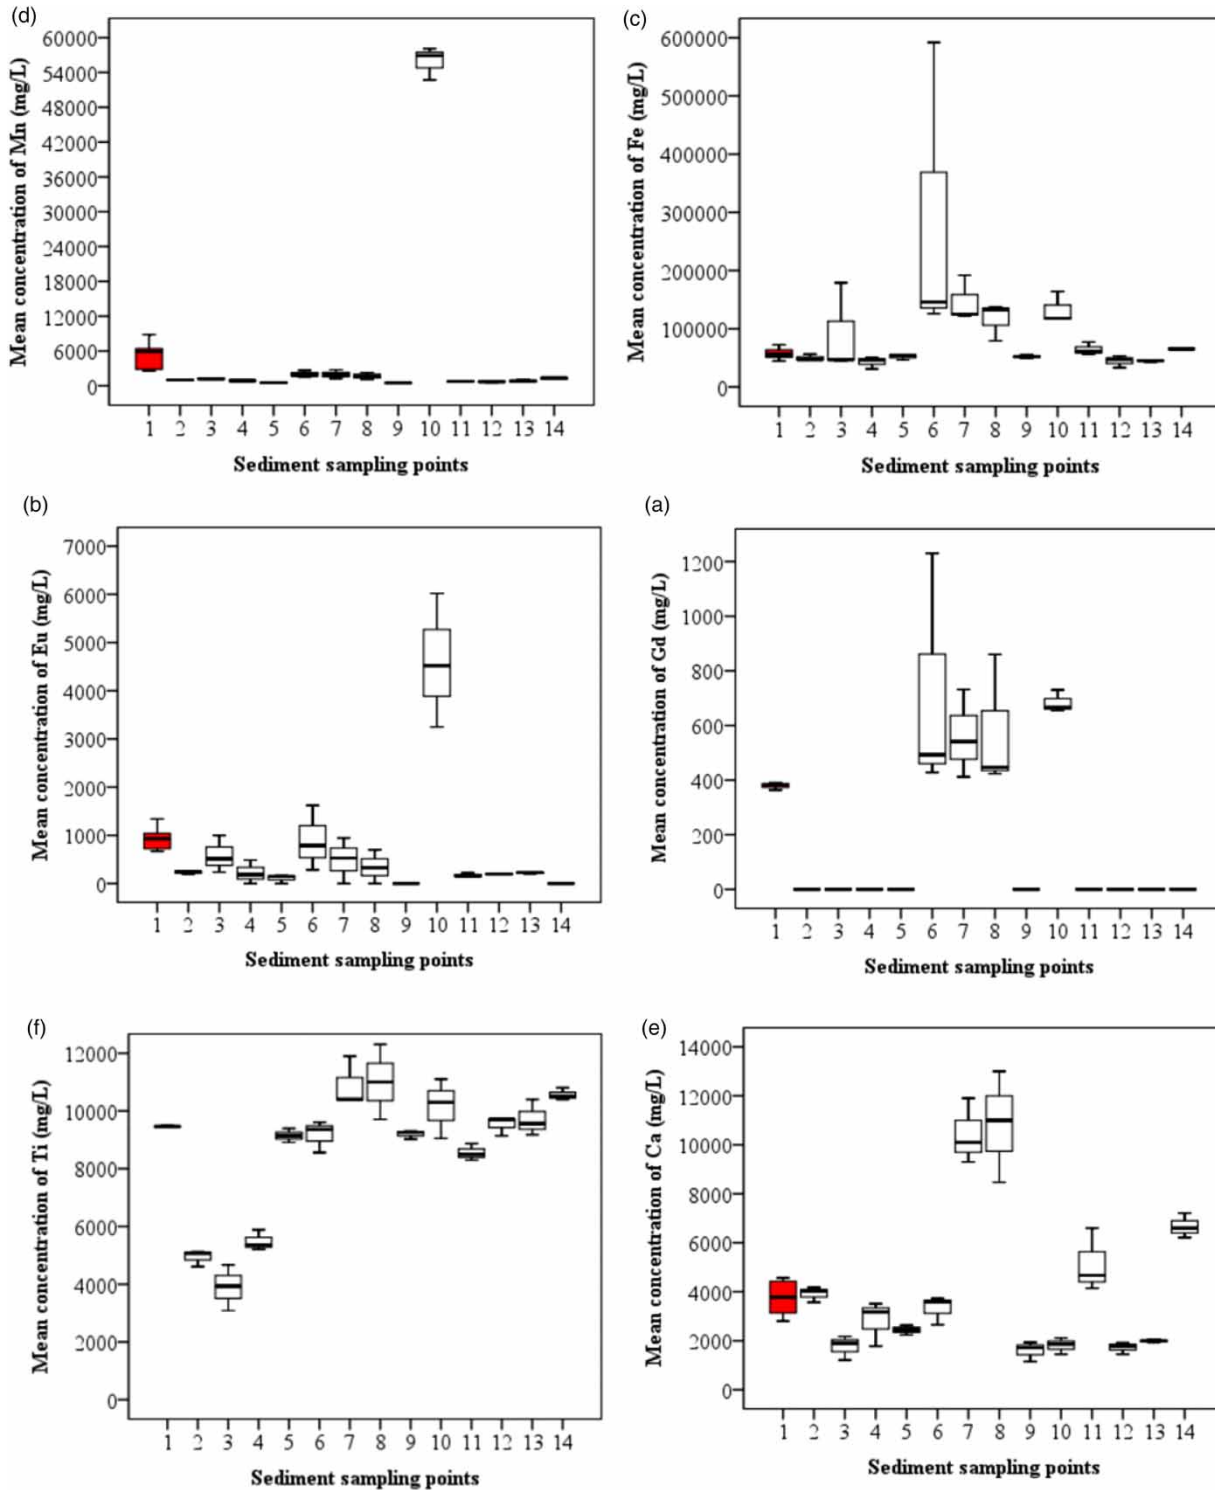 (d)
Mean concentration of Mn (mg/L)
60000
54000
48000
42000
36000
30000
24000
18000
12000
6000
0
1 2 3 4 5 6 7 8 9 10 11 12 13 14
Sediment sampling points
(c)
Mean concentration of Fe (mg/L)
600000
500000
400000
300000
200000
100000
0
1 2 3 4 5 6 7 8 9 10 11 12 13 14
Sediment sampling points
(b)
Mean concentration of Eu (mg/L)
7000
6000
5000
4000
3000
2000
1000
0
1 2 3 4 5 6 7 8 9 10 11 12 13 14
Sediment sampling points
(a)
Mean concentration of Gd (mg/L)
1200
1000
800
600
400
200
0
1 2 3 4 5 6 7 8 9 10 11 12 13 14
Sediment sampling points
(f)
Mean concentration of Ti (mg/L)
12000
10000
8000
6000
4000
2000
0
1 2 3 4 5 6 7 8 9 10 11 12 13 14
Sediment sampling points
(e)
Mean concentration of Ca (mg/L)
14000
12000
10000
8000
6000
4000
2000
0
1 2 3 4 5 6 7 8 9 10 11 12 13 14
Sediment sampling points